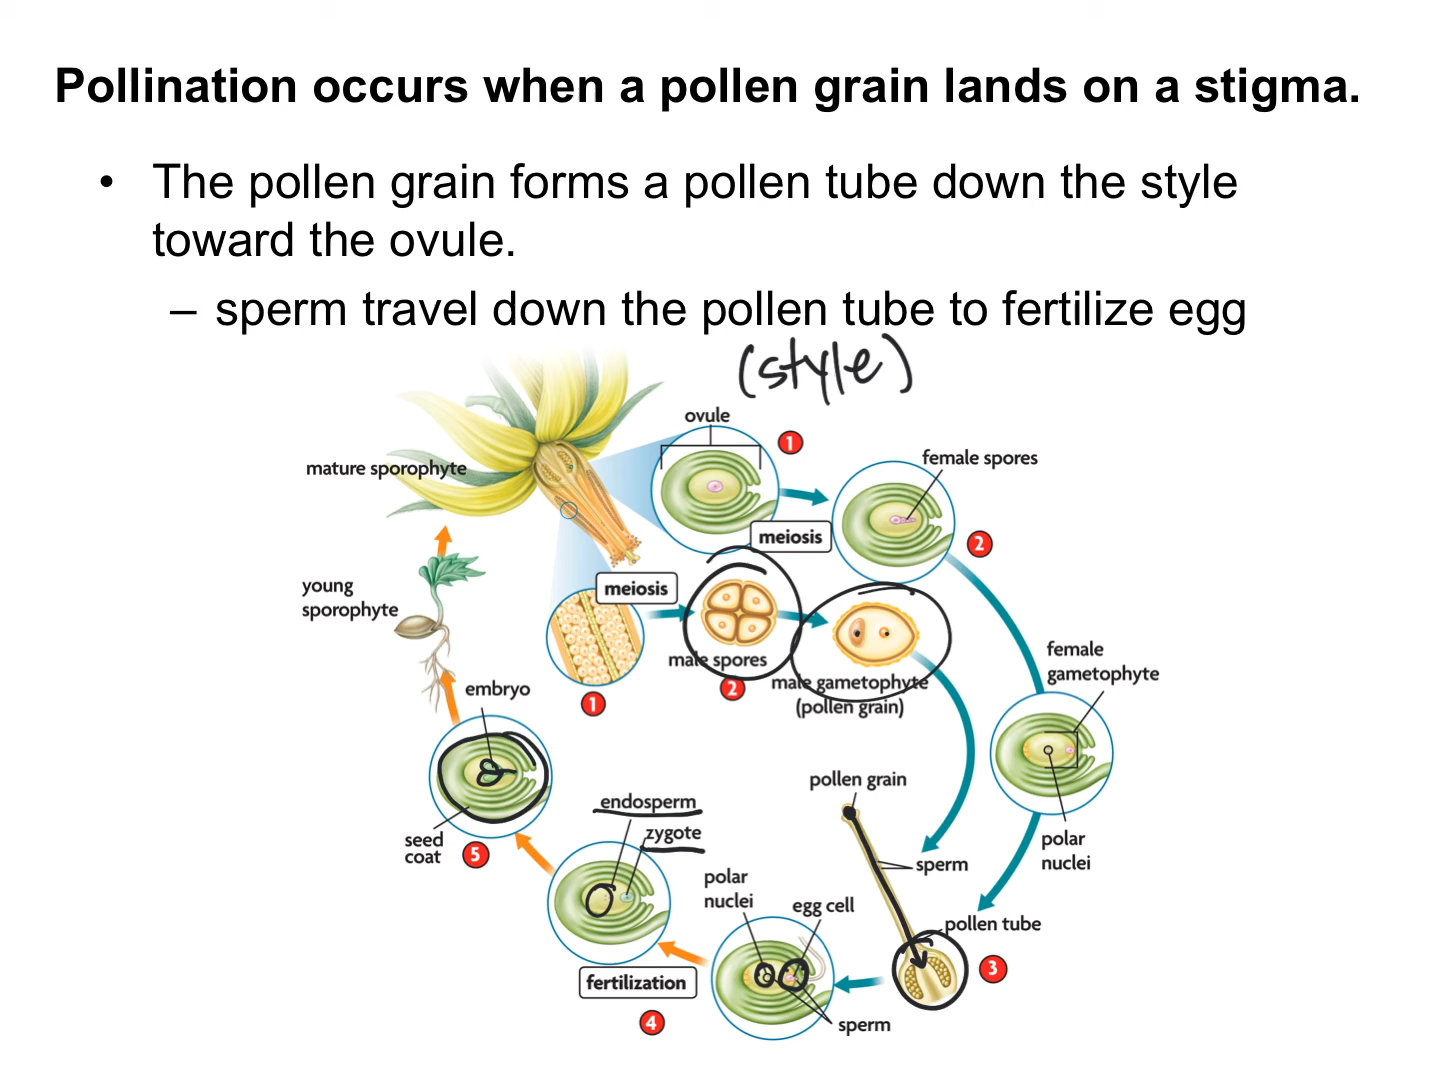 Pollination occurs when a pollen grain lands on a stigma.
• The pollen grain forms a pollen tube down the style
toward the ovule.
– sperm travel down the pollen tube to fertilize egg
(style)
ovule
1
female spores
mature sporophyte
meiosis
2
young
sporophyte
meiosis
male spores
2
male gametophyte
(pollen grain)
1
female
gametophyte
embryo
pollen grain
endosperm
zygote
seed
coat
5
sperm
polar
nuclei
polar
nuclei
egg cell
pollen tube
3
fertilization
4
sperm